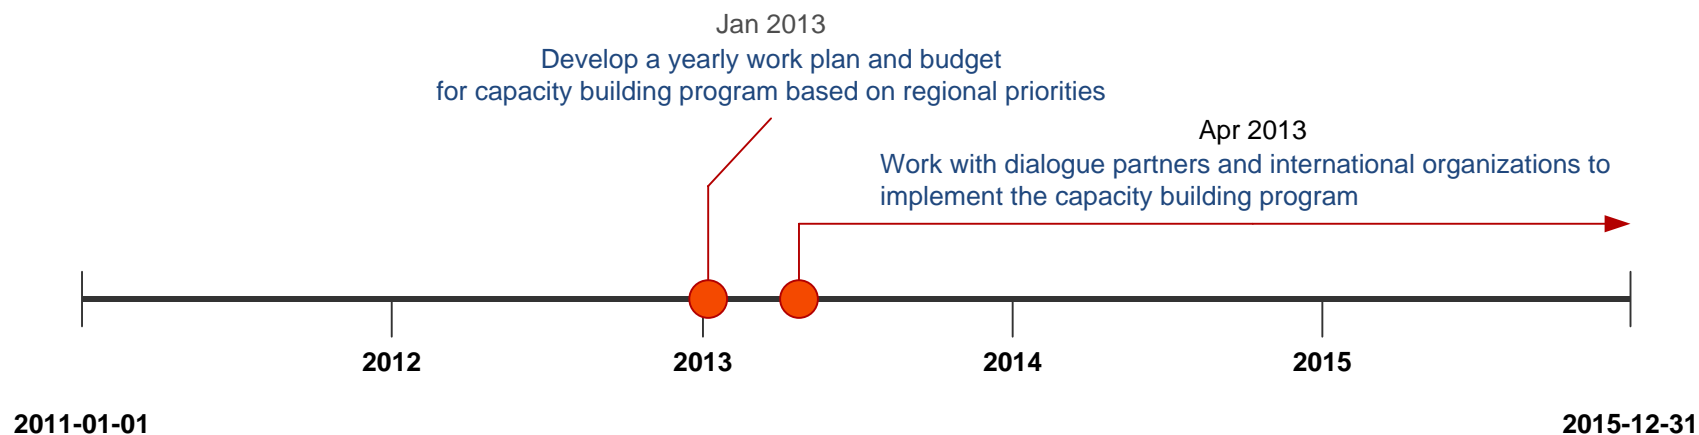 Jan 2013
Develop a yearly work plan and budget
for capacity building program based on regional priorities
Apr 2013
Work with dialogue partners and international organizations to
implement the capacity building program
2012
2013
2014
2015
2011-01-01
2015-12-31